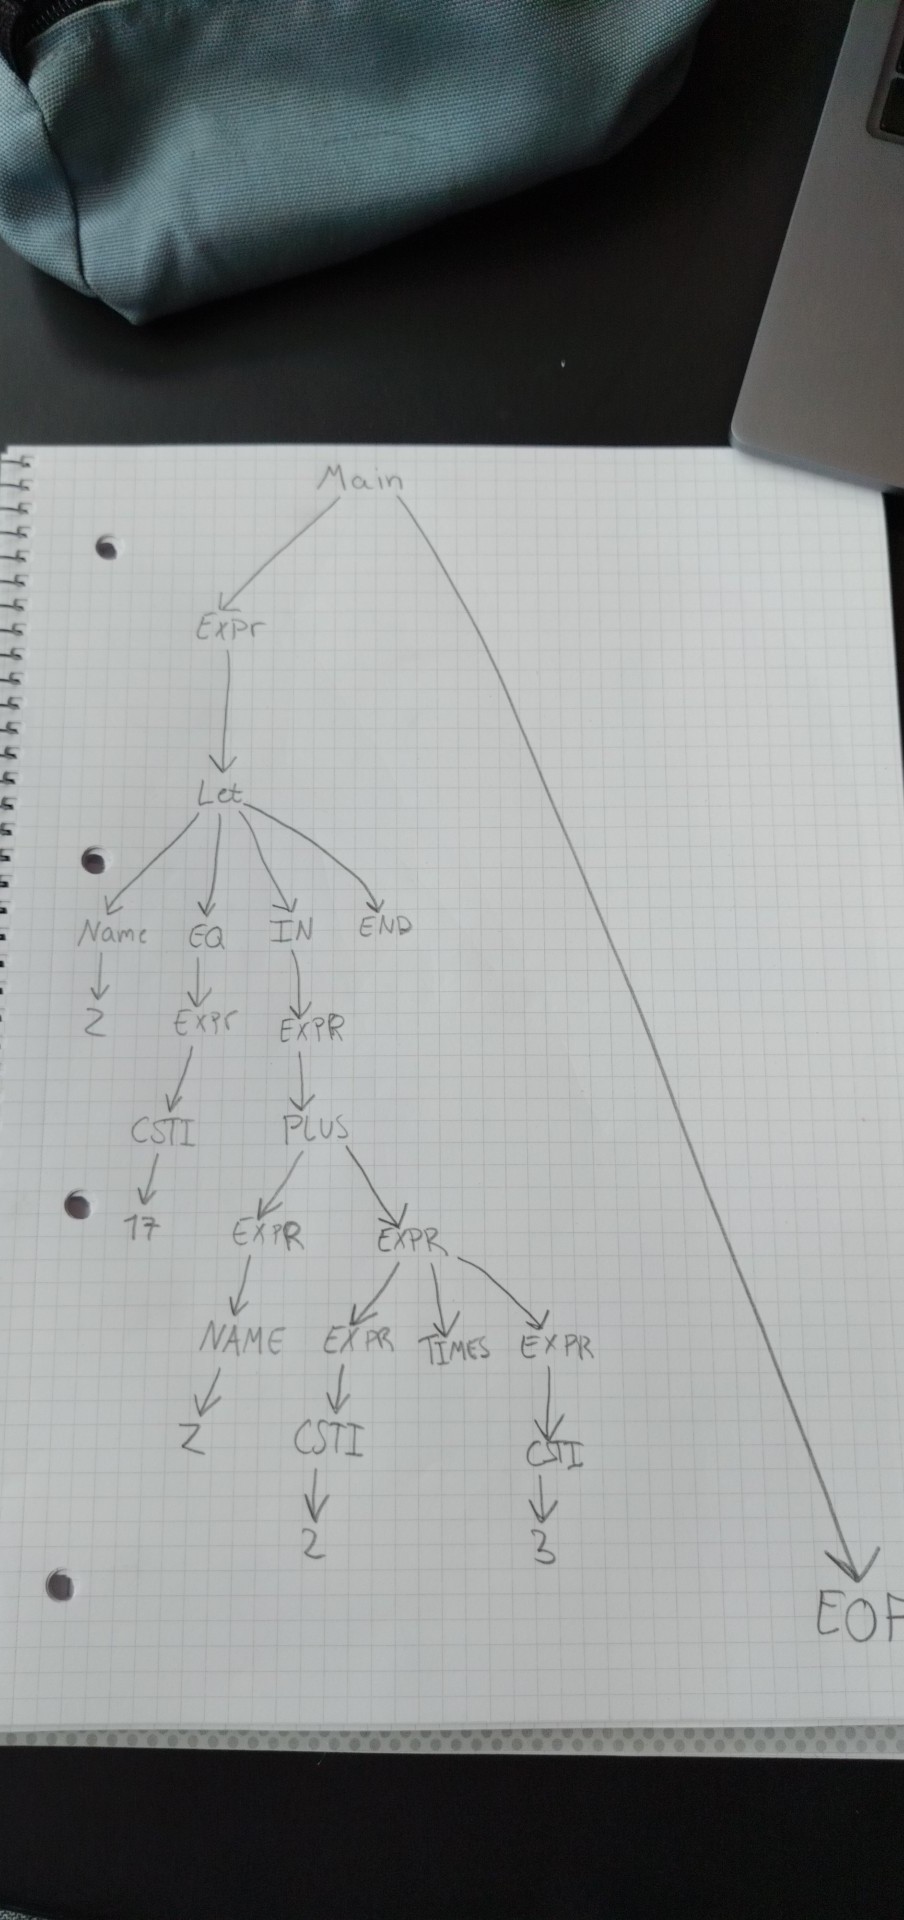 Main
Expr
Let
Name EQ IN END
Z Expr EXPR
CSTI PLUS
17 EXPR EXPR
NAME EXPR TIMES EXPR
Z CSTI CSTI
2 3
EOF